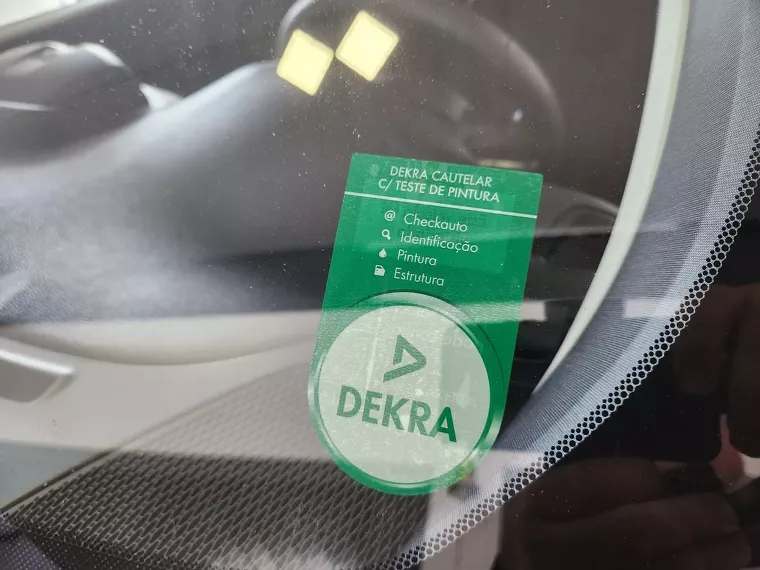 DEKRA CAUTELAR
C/ TESTE DE PINTURA
@ Checkauto
Identificação
Pintura
Estrutura
DEKRA